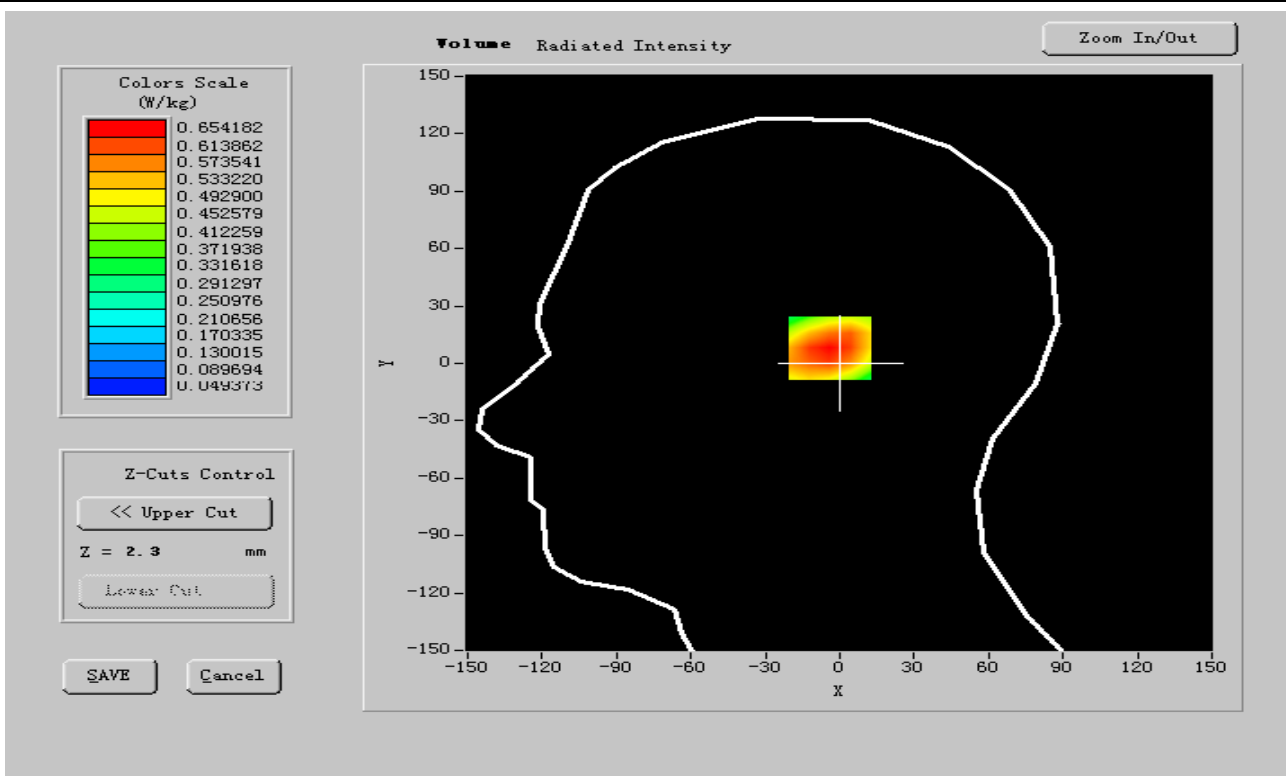 Volume Radiated Intensity
Zoom In/Out
Colors Scale
(W/kg)
0.654182
0.613862
0.573541
0.533220
0.492900
0.452579
0.412259
0.371938
0.331618
0.291297
0.250976
0.210656
0.170335
0.130015
0.089694
0.049373
Z-Cuts Control
<< Upper Cut
Z = 2.3 mm
Lower Cut
SAVE
Cancel
150
120
90
60
30
0
-30
-60
-90
-120
-150
Y
-150 -120 -90 -60 -30 0 30 60 90 120 150
X